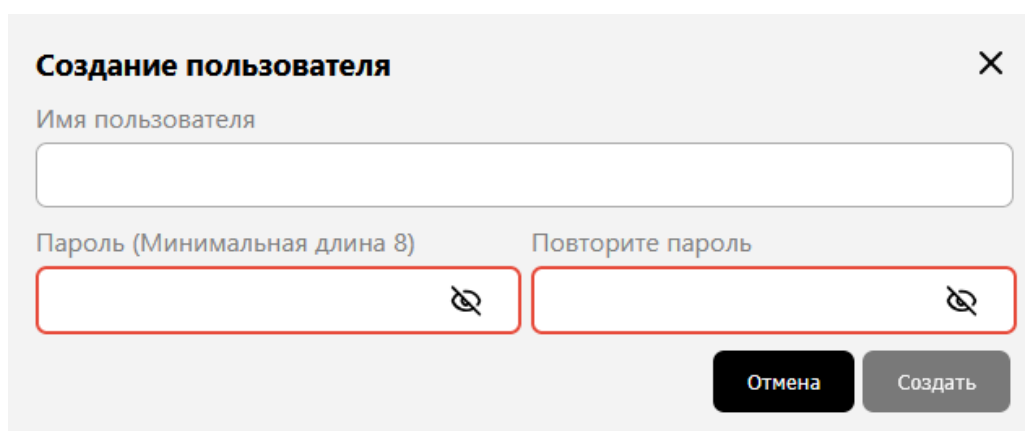 Создание пользователя
Имя пользователя
Пароль (Минимальная длина 8) Повторите пароль
Отмена Создать